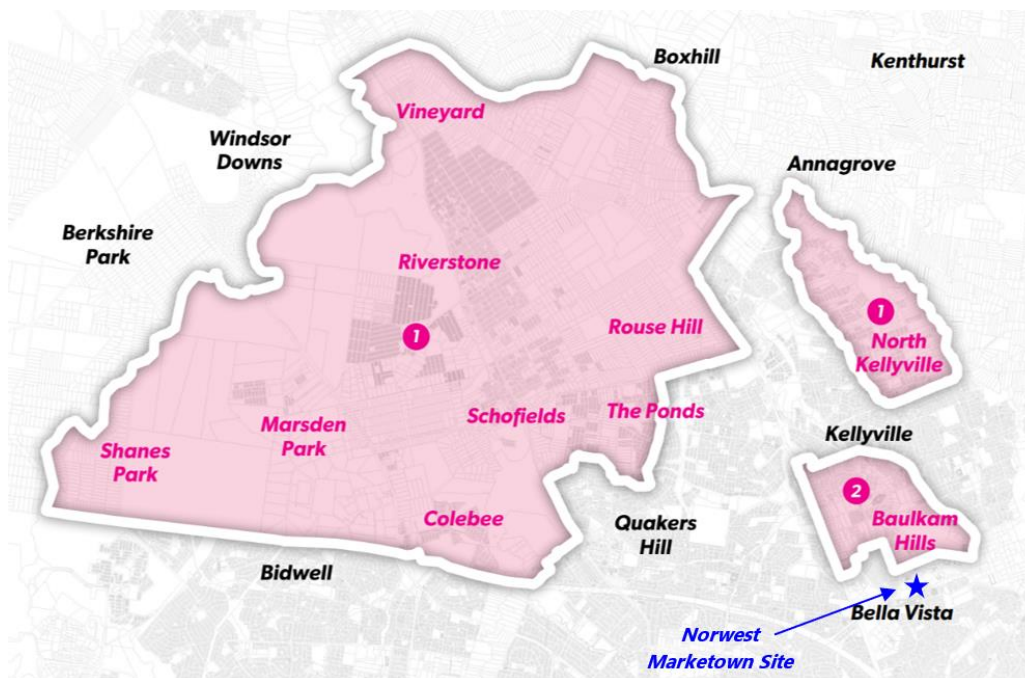 Boxhill
Kenthurst
Vineyard
Windsor
Downs
Annagrove
Berkshire
Park
Riverstone
1
1
Rouse Hill
North
Kellyville
Marsden
Park
Schofields
The Ponds
Kellyville
Shanes
Park
2
Colebee
Quakers
Hill
Baulkam
Hills
Bidwell
Bella Vista
Norwest
Marketown Site